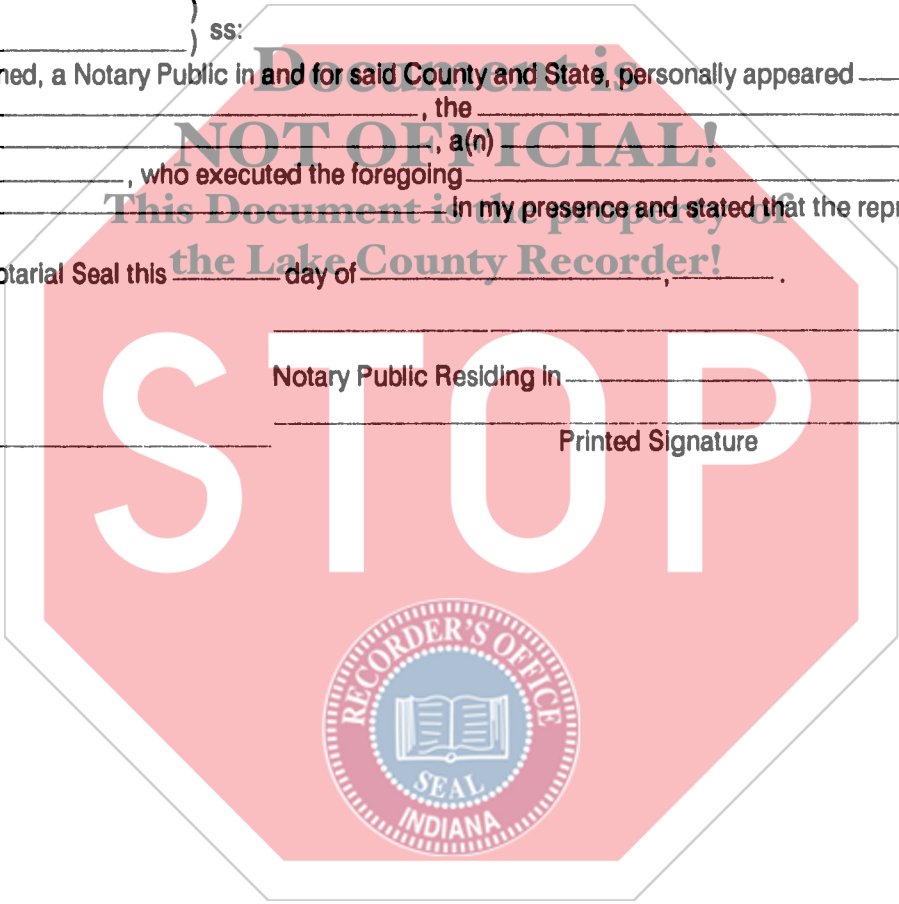 ) ss:
)
Document is
ned, a Notary Public in and for said County and State, personally appeared
, the
NOT OFFICIAL!
, a(n)
, who executed the foregoing
This Document is the property of
In my presence and stated that the repr
the Lake County Recorder!
otarial Seal this day of , .
STOP
Notary Public Residing in
Printed Signature
RECORDER'S OFFICE
SEAL
INDIANA